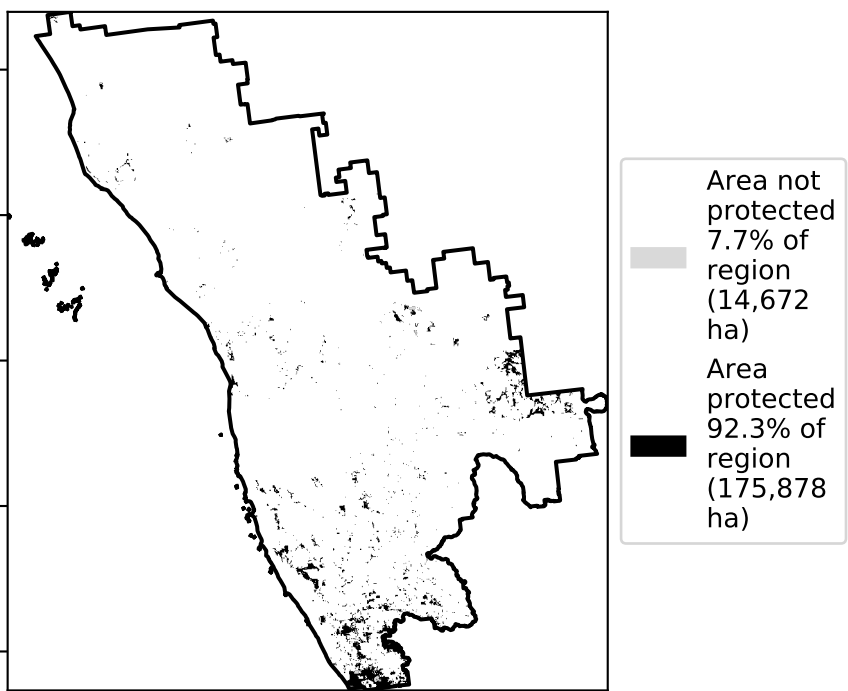 Area not
protected
7.7% of
region
(14,672
ha)
Area
protected
92.3% of
region
(175,878
ha)